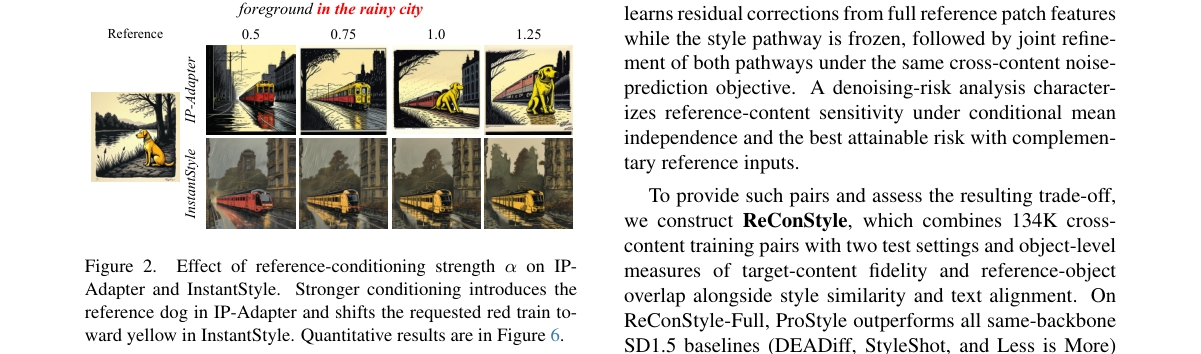 foreground in the rainy city
Reference
0.5
0.75
1.0
1.25
IP-Adapter
InstantStyle
Figure 2. Effect of reference-conditioning strength α on IP-
Adapter and InstantStyle. Stronger conditioning introduces the
reference dog in IP-Adapter and shifts the requested red train to-
ward yellow in InstantStyle. Quantitative results are in Figure 6.
learns residual corrections from full reference patch features
while the style pathway is frozen, followed by joint refine-
ment of both pathways under the same cross-content noise-
prediction objective. A denoising-risk analysis character-
izes reference-content sensitivity under conditional mean
independence and the best attainable risk with complemen-
tary reference inputs.
To provide such pairs and assess the resulting trade-off,
we construct ReConStyle, which combines 134K cross-
content training pairs with two test settings and object-level
measures of target-content fidelity and reference-object
overlap alongside style similarity and text alignment. On
ReConStyle-Full, ProStyle outperforms all same-backbone
SD1.5 baselines (DEADiff, StyleShot, and Less is More)